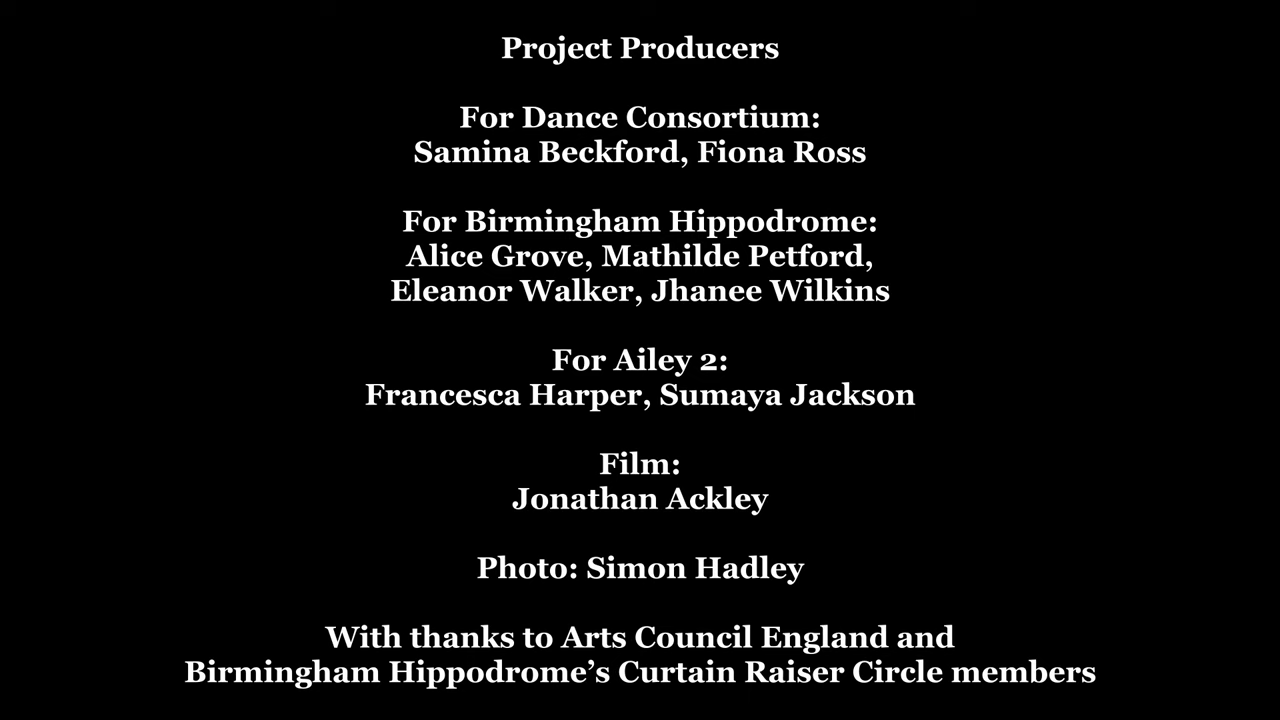 Project Producers
For Dance Consortium:
Samina Beckford, Fiona Ross
For Birmingham Hippodrome:
Alice Grove, Mathilde Petford,
Eleanor Walker, Jhanee Wilkins
For Ailey 2:
Francesca Harper, Sumaya Jackson
Film:
Jonathan Ackley
Photo: Simon Hadley
With thanks to Arts Council England and
Birmingham Hippodrome’s Curtain Raiser Circle members